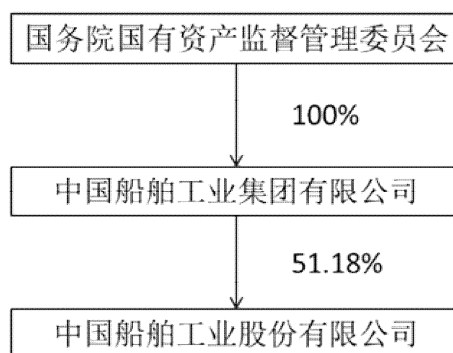 国务院国有资产监督管理委员会
100%
中国船舶工业集团有限公司
51.18%
中国船舶工业股份有限公司